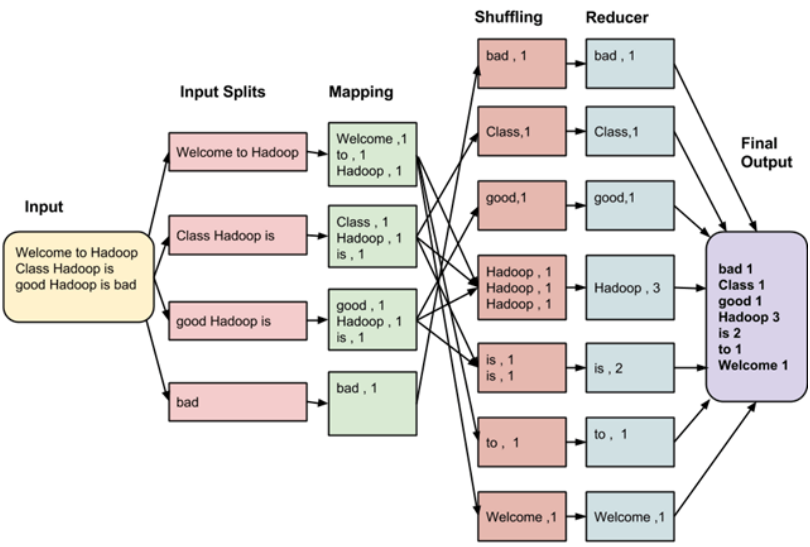 Shuffling
Reducer
Input Splits
Mapping
Final
Output
Input
Welcome to Hadoop
Class Hadoop is
good Hadoop is bad
Welcome to Hadoop
Class Hadoop is
good Hadoop is
bad
Welcome ,1
to , 1
Hadoop , 1
Class , 1
Hadoop , 1
is , 1
good , 1
Hadoop , 1
is , 1
bad , 1
bad , 1
Class,1
good,1
Hadoop , 1
Hadoop , 1
Hadoop , 1
is , 1
is , 1
to , 1
Welcome ,1
bad , 1
Class,1
good,1
Hadoop , 3
is , 2
to , 1
Welcome ,1
bad 1
Class 1
good 1
Hadoop 3
is 2
to 1
Welcome 1